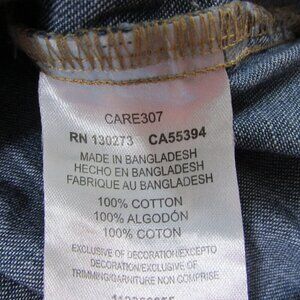 CARE307
RN 130273 CA55394
MADE IN BANGLADESH
HECHO EN BANGLADESH
FABRIQUE AU BANGLADESH
100% COTTON
100% ALGODÓN
100% COTON
EXCLUSIVE OF DECORATION/EXCEPTO
DECORATION/EXCLUSIVE OF
TRIMMING/GARNITURE NON COMPRISE